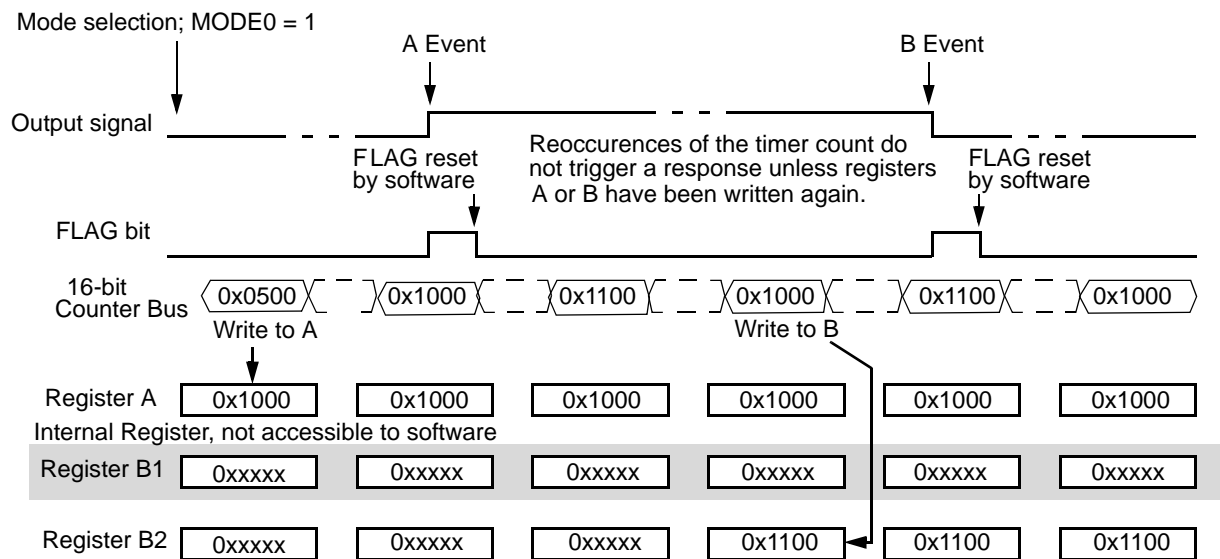 Mode selection; MODE0 = 1
A Event
B Event
Output signal
Reoccurences of the timer count do
not trigger a response unless registers
A or B have been written again.
FLAG reset
by software
FLAG reset
by software
FLAG bit
16-bit
Counter Bus
0x0500 0x1000 0x1100 0x1000 0x1100 0x1000
Write to A
Write to B
Register A 0x1000 0x1000 0x1000 0x1000 0x1000 0x1000
Internal Register, not accessible to software
Register B1 0xxxxx 0xxxxx 0xxxxx 0xxxxx 0xxxxx 0xxxxx
Register B2 0xxxxx 0xxxxx 0xxxxx 0x1100 0x1100 0x1100